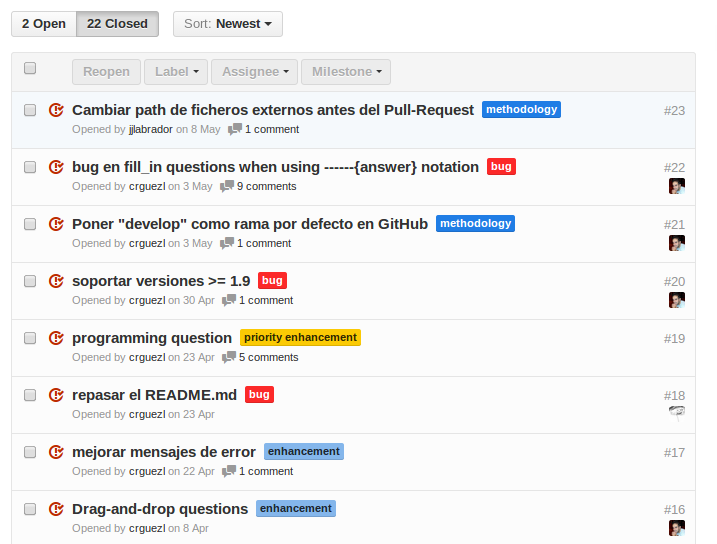 2 Open 22 Closed Sort: Newest
Reopen Label Assignee Milestone
Cambiar path de ficheros externos antes del Pull-Request methodology #23
Opened by jjlabrador on 8 May 1 comment
bug en fill_in questions when using ------{answer} notation bug #22
Opened by crguezl on 3 May 9 comments
Poner "develop" como rama por defecto en GitHub methodology #21
Opened by crguezl on 3 May 1 comment
soportar versiones >= 1.9 bug #20
Opened by crguezl on 30 Apr 1 comment
programming question priority enhancement #19
Opened by crguezl on 23 Apr 5 comments
repasar el README.md bug #18
Opened by crguezl on 23 Apr
mejorar mensajes de error enhancement #17
Opened by crguezl on 22 Apr 1 comment
Drag-and-drop questions enhancement #16
Opened by crguezl on 8 Apr